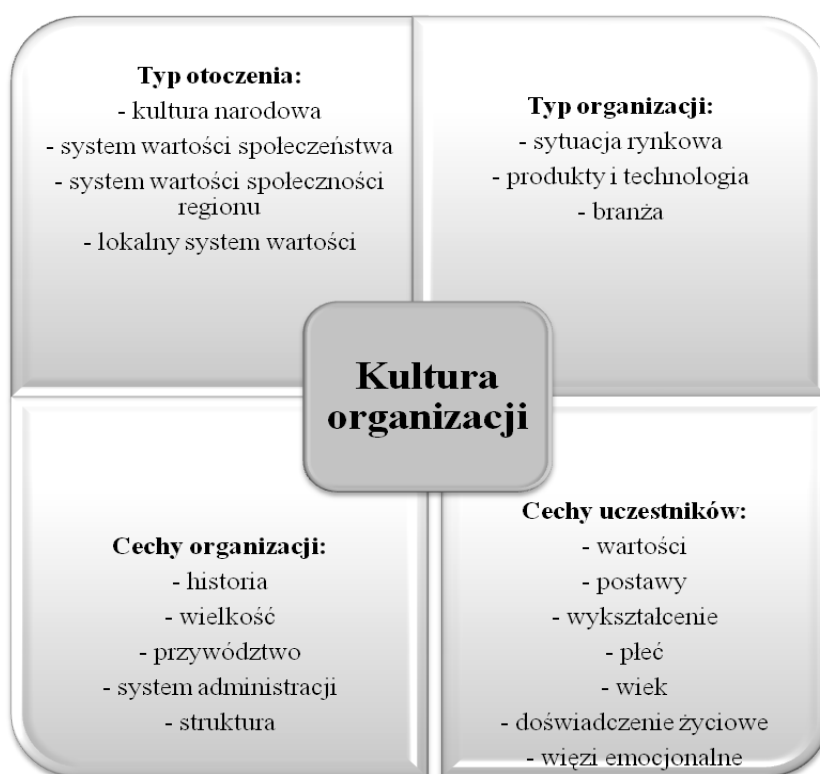 Typ otoczenia:
- kultura narodowa
- system wartości społeczeństwa
- system wartości społeczności
regionu
- lokalny system wartości
Typ organizacji:
- sytuacja rynkowa
- produkty i technologia
- branża
Kultura
organizacji
Cechy organizacji:
- historia
- wielkość
- przywództwo
- system administracji
- struktura
Cechy uczestników:
- wartości
- postawy
- wykształcenie
- płeć
- wiek
- doświadczenie życiowe
- więzi emocjonalne